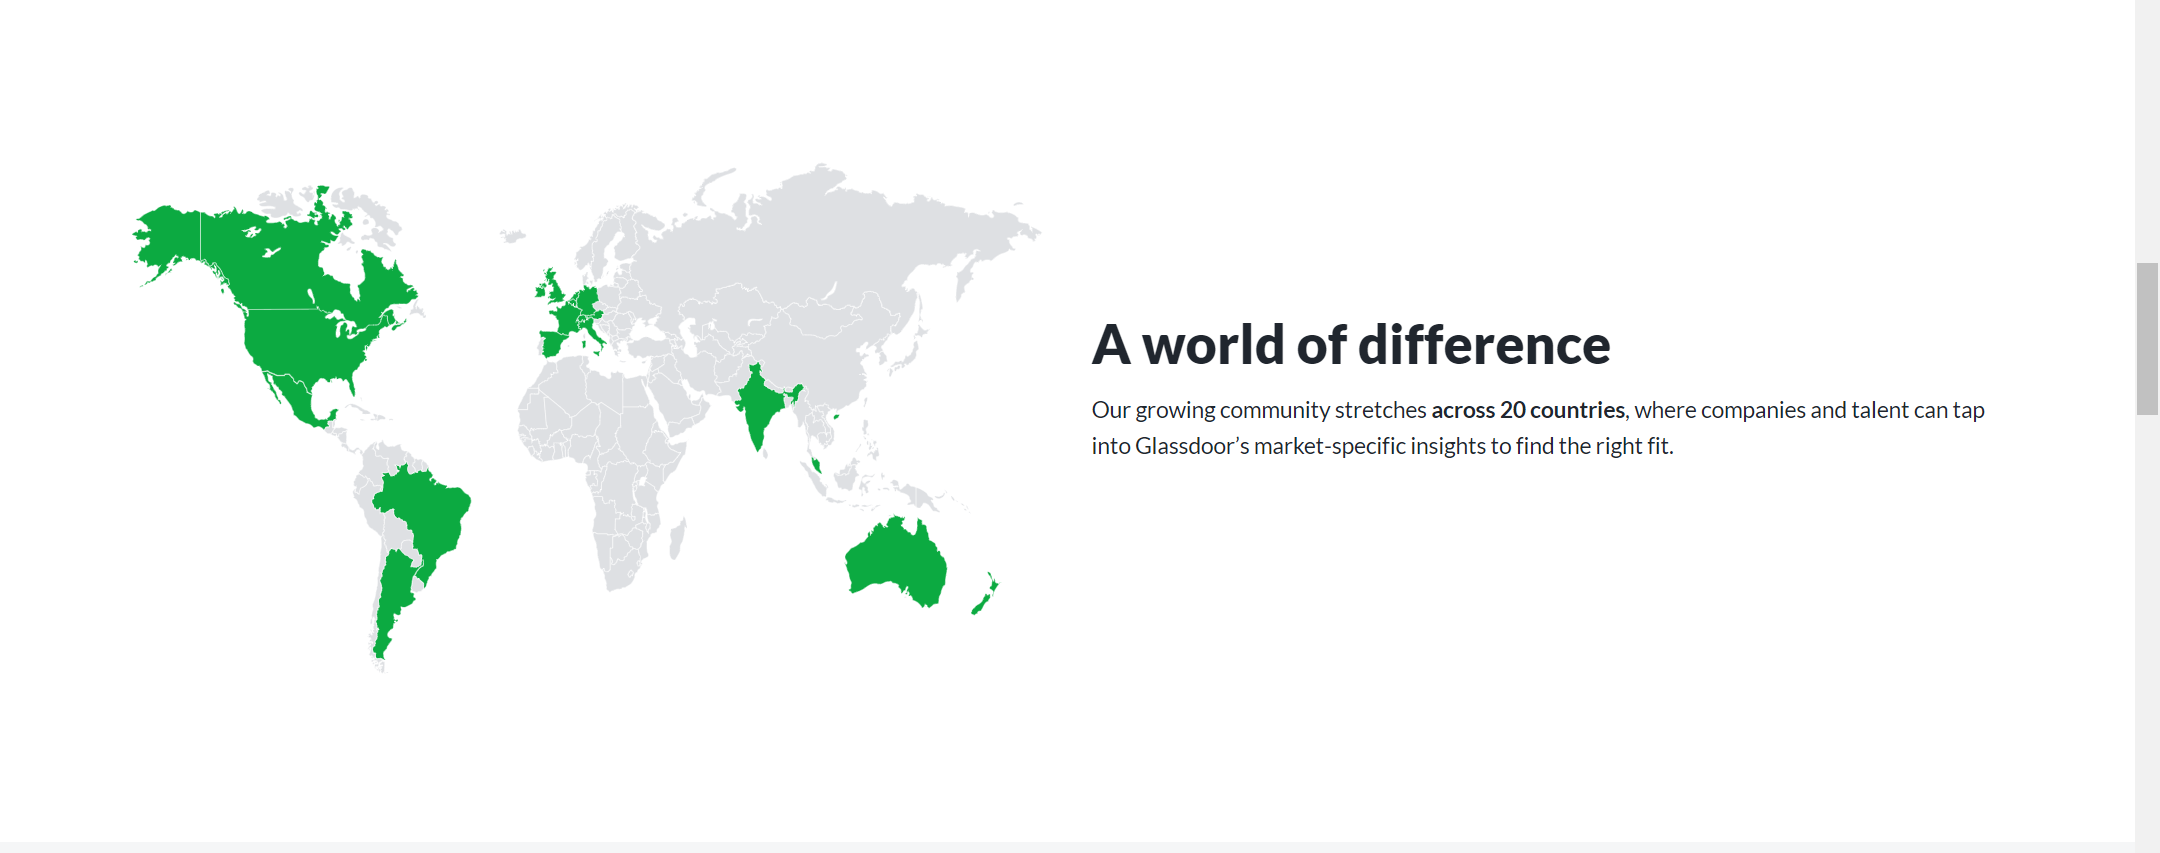 A world of difference
Our growing community stretches across 20 countries, where companies and talent can tap
into Glassdoor’s market-specific insights to find the right fit.